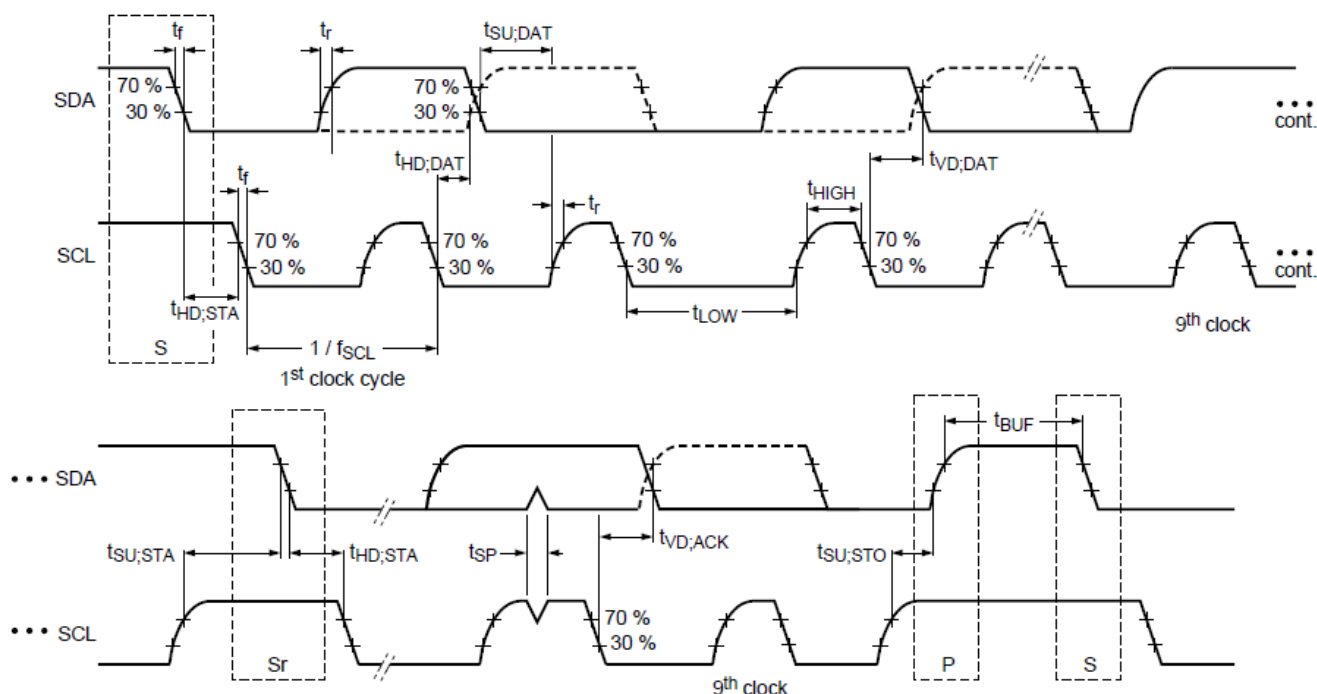 tf tr tSU;DAT
70 % 70 %
SDA
30 % 30 %
cont.
tHD;DAT tVD;DAT
tf tHIGH
tr
70 % 70 % 70 % 70 %
SCL
30 % 30 % 30 % 30 %
cont.
tHD;STA tLOW
9th clock
S 1 / fSCL
1st clock cycle
tBUF
SDA
tSU;STA tHD;STA tSP tVD;ACK tSU;STO
70 %
SCL
30 %
Sr P S
9th clock